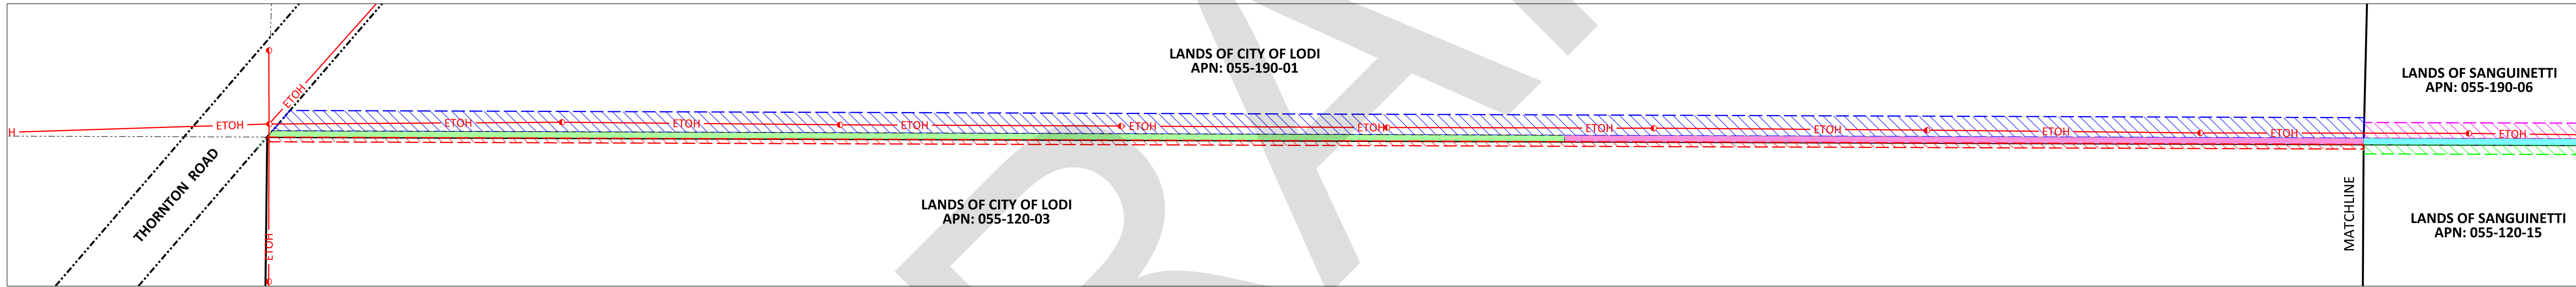 LANDS OF CITY OF LODI
APN: 055-190-01
LANDS OF SANGUINETTI
APN: 055-190-06
ETOH
H
ETOH
ETOH
ETOH
ETOH
ETOH
ETOH
ETOH
ETOH
ETOH
ETOH
ETOH
THORNTON ROAD
ETOH
LANDS OF CITY OF LODI
APN: 055-120-03
MATCHLINE
LANDS OF SANGUINETTI
APN: 055-120-15